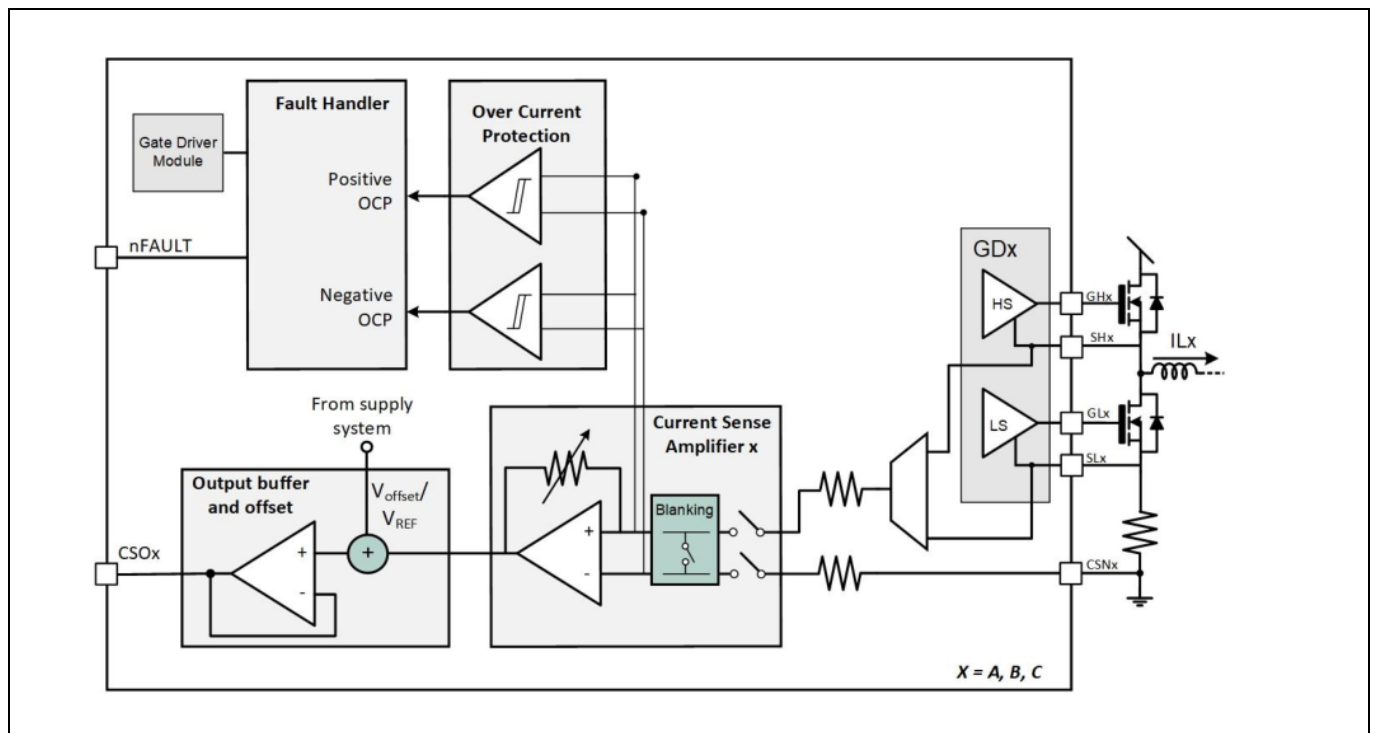 Fault Handler
Gate Driver
Module
Positive
OCP
Negative
OCP
nFAULT
Over Current
Protection
GDx
HS
LS
GHx
SHx
ILx
GLx
SLx
CSNx
From supply
system
Current Sense
Amplifier x
Blanking
+
-
Output buffer
and offset
Voffset/
VREF
+
+
-
CSOx
X = A, B, C